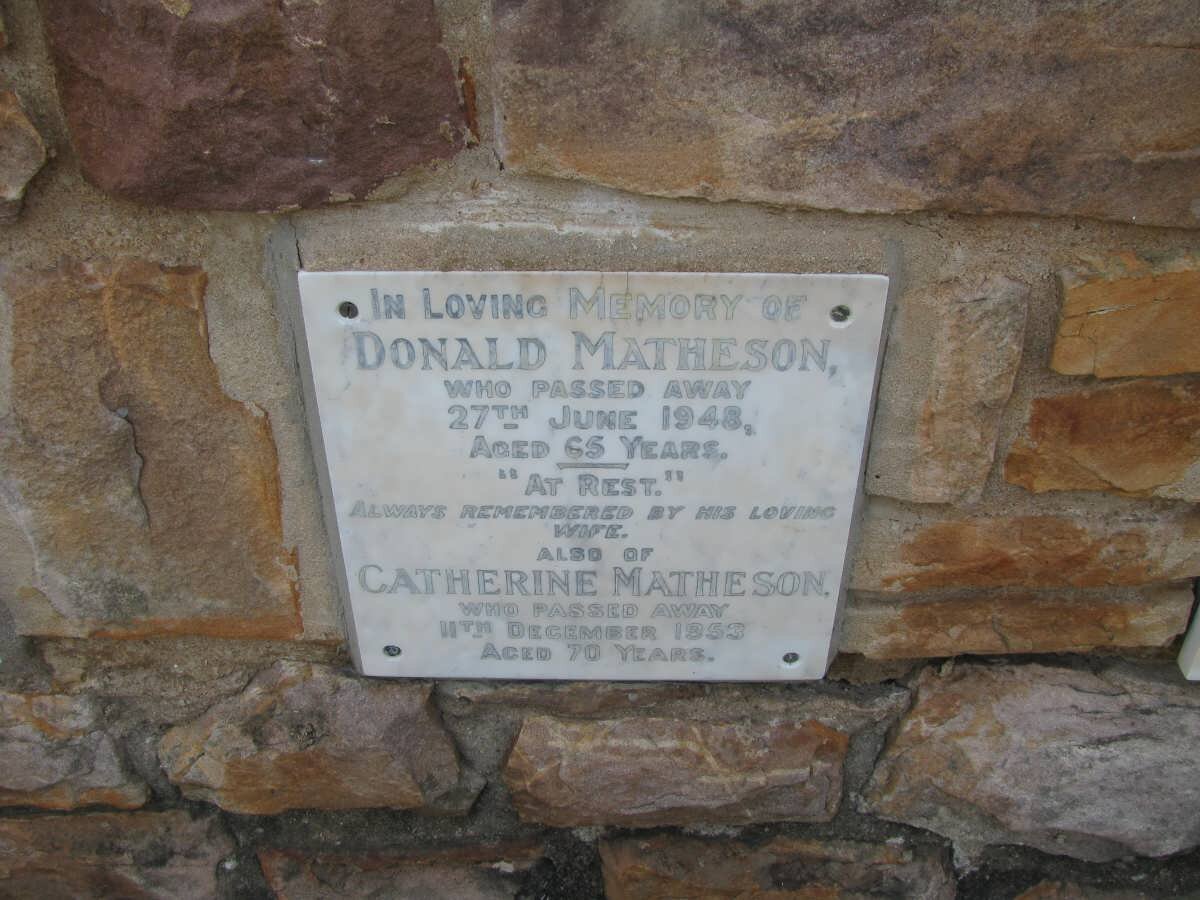 In Loving Memory of
Donald Matheson,
who passed away
27th June 1948,
Aged 65 Years.
"At Rest."
Always remembered by his loving
wife.
also of
Catherine Matheson,
who passed away
11th December 1953
Aged 70 Years.